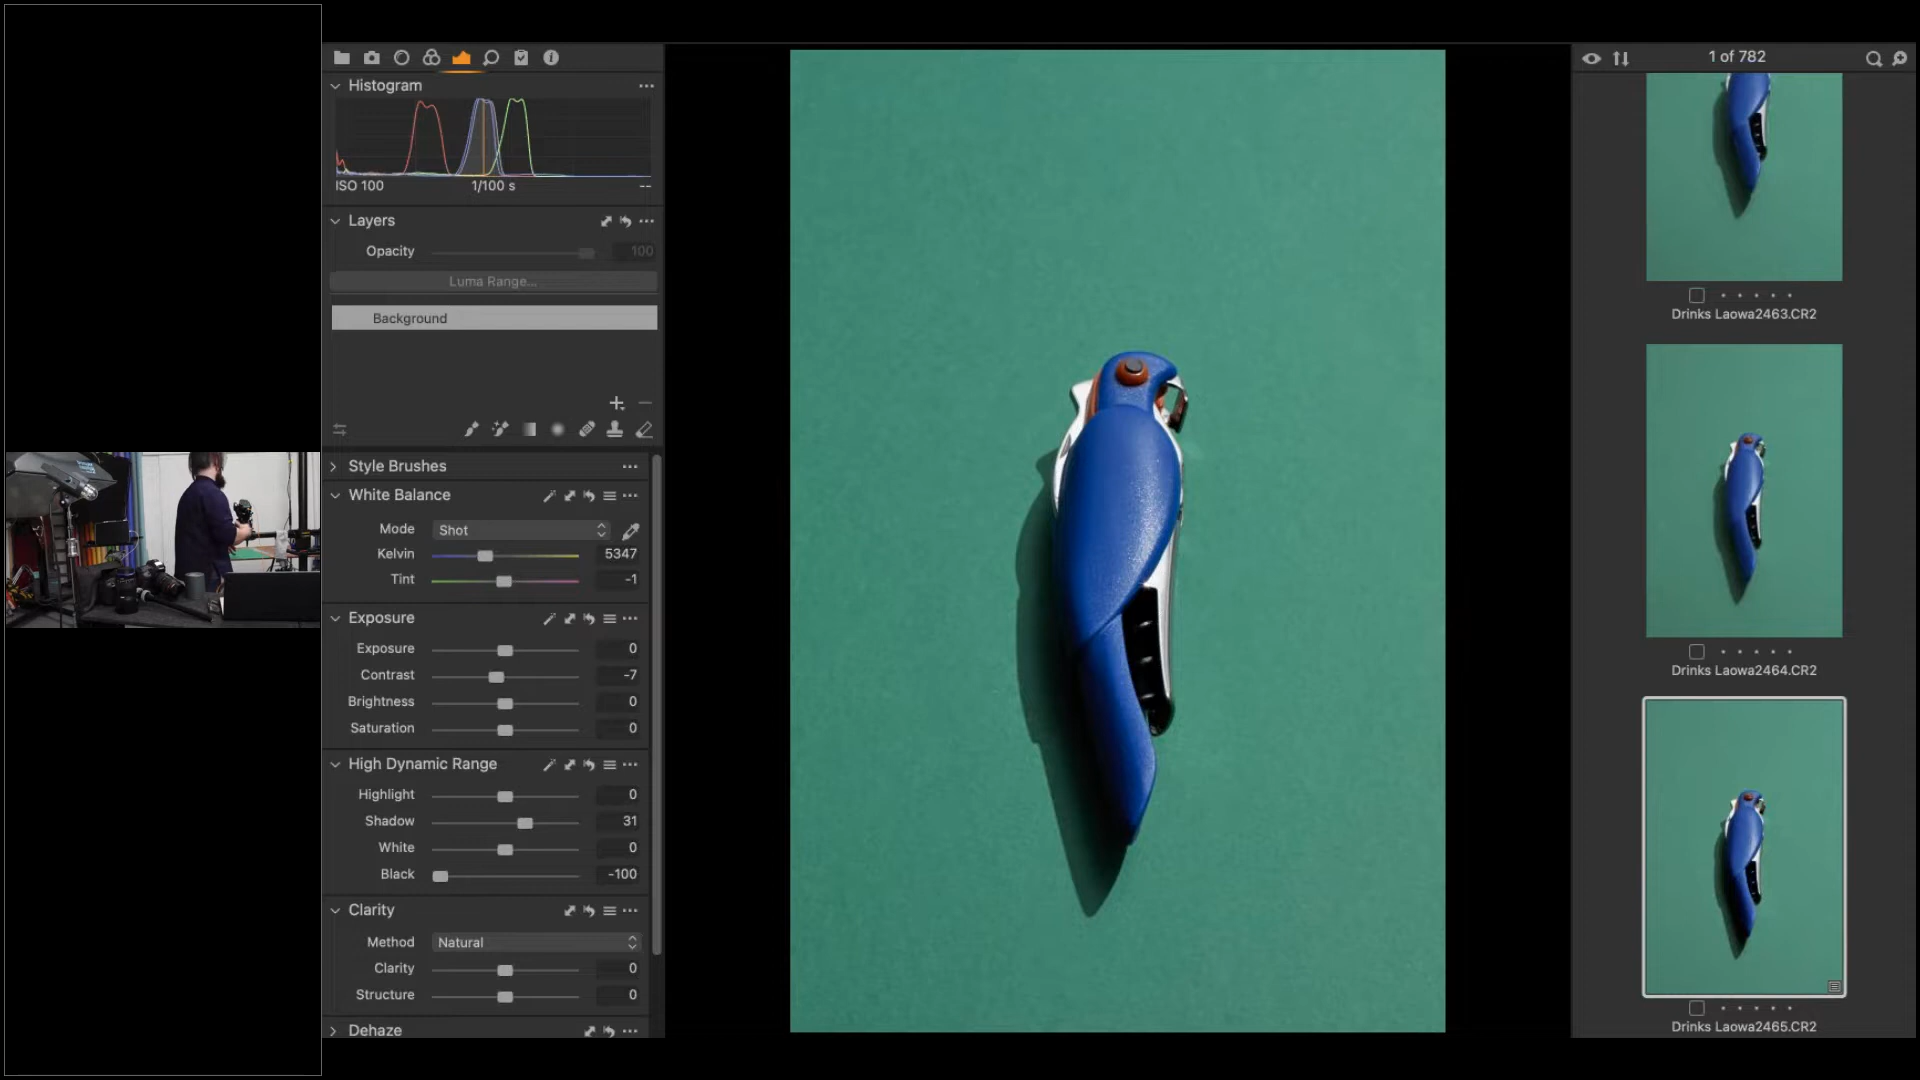 Histogram
ISO 100 1/100 s --
Layers
Opacity 100
Luma Range...
Background
Style Brushes
White Balance
Mode Shot
Kelvin 5347
Tint -1
Exposure
Exposure 0
Contrast -7
Brightness 0
Saturation 0
High Dynamic Range
Highlight 0
Shadow 31
White 0
Black -100
Clarity
Method Natural
Clarity 0
Structure 0
Dehaze
1 of 782
Drinks Laowa2463.CR2
Drinks Laowa2464.CR2
Drinks Laowa2465.CR2